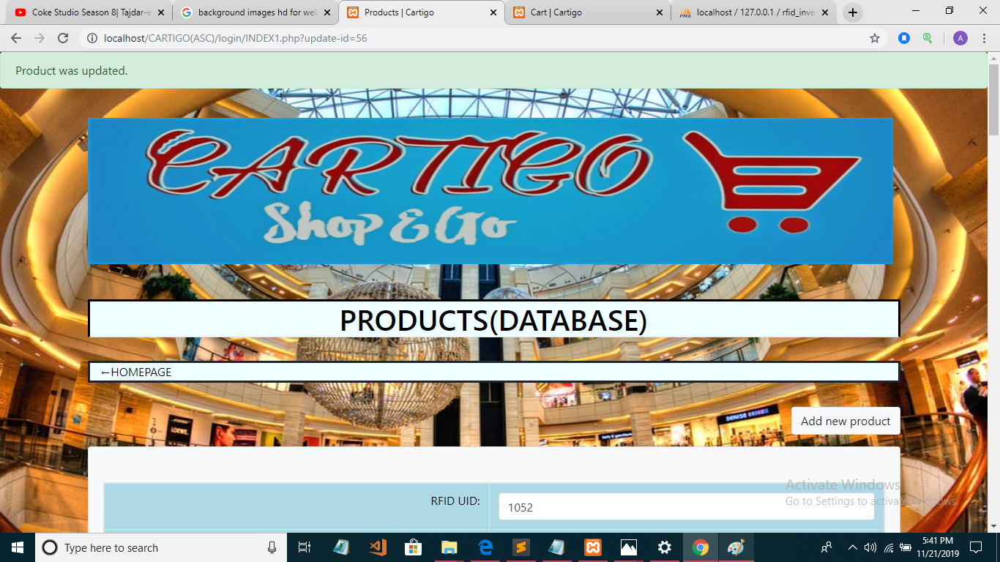 Coke Studio Season 8| Tajdar-e
background images hd for web
Products | Cartigo
Cart | Cartigo
localhost / 127.0.0.1 / rfid_inve
localhost/CARTIGO(ASC)/login/INDEX1.php?update-id=56
A
Product was updated.
CARTIGO
Shop & Go
PRODUCTS(DATABASE)
←HOMEPAGE
LOEWE
DENISE
Add new product
RFID UID:
1052
Activate Windows
Go to Settings to activate Windows.
Type here to search
5:41 PM
11/21/2019